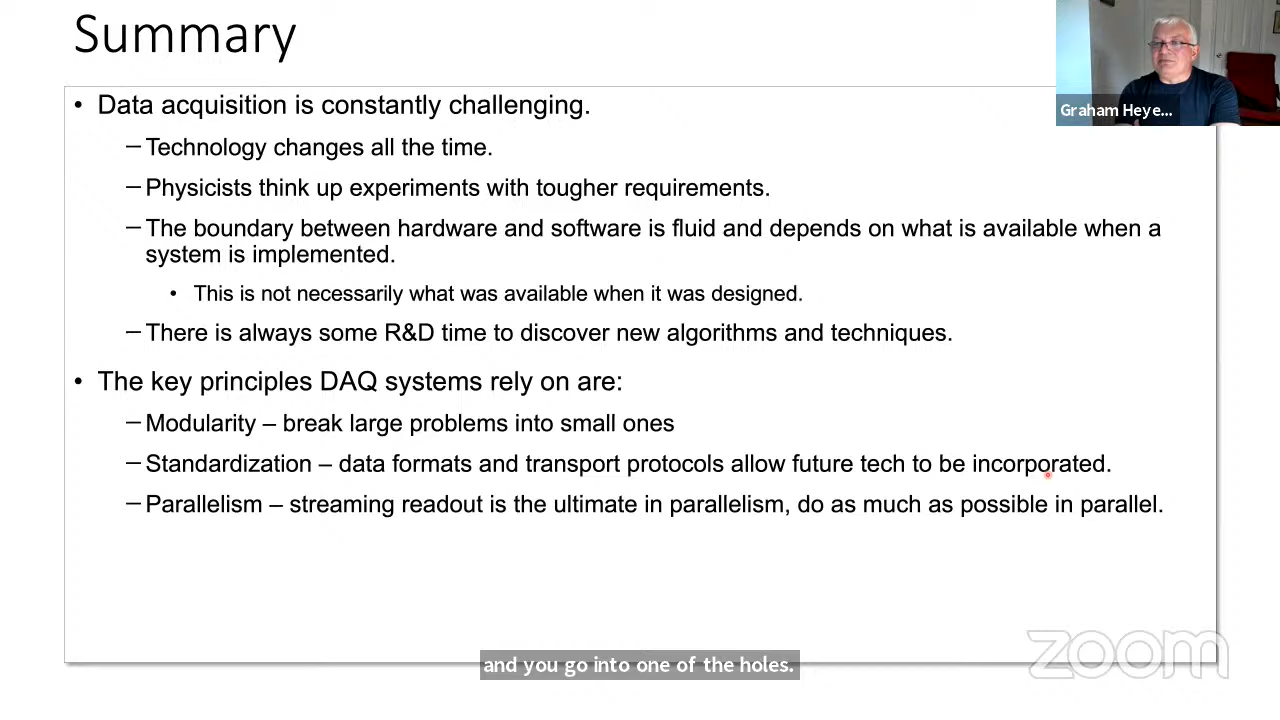 Summary
Graham Heye...
• Data acquisition is constantly challenging.
– Technology changes all the time.
– Physicists think up experiments with tougher requirements.
– The boundary between hardware and software is fluid and depends on what is available when a
system is implemented.
• This is not necessarily what was available when it was designed.
– There is always some R&D time to discover new algorithms and techniques.
• The key principles DAQ systems rely on are:
– Modularity – break large problems into small ones
– Standardization – data formats and transport protocols allow future tech to be incorporated.
– Parallelism – streaming readout is the ultimate in parallelism, do as much as possible in parallel.
zoom
and you go into one of the holes.